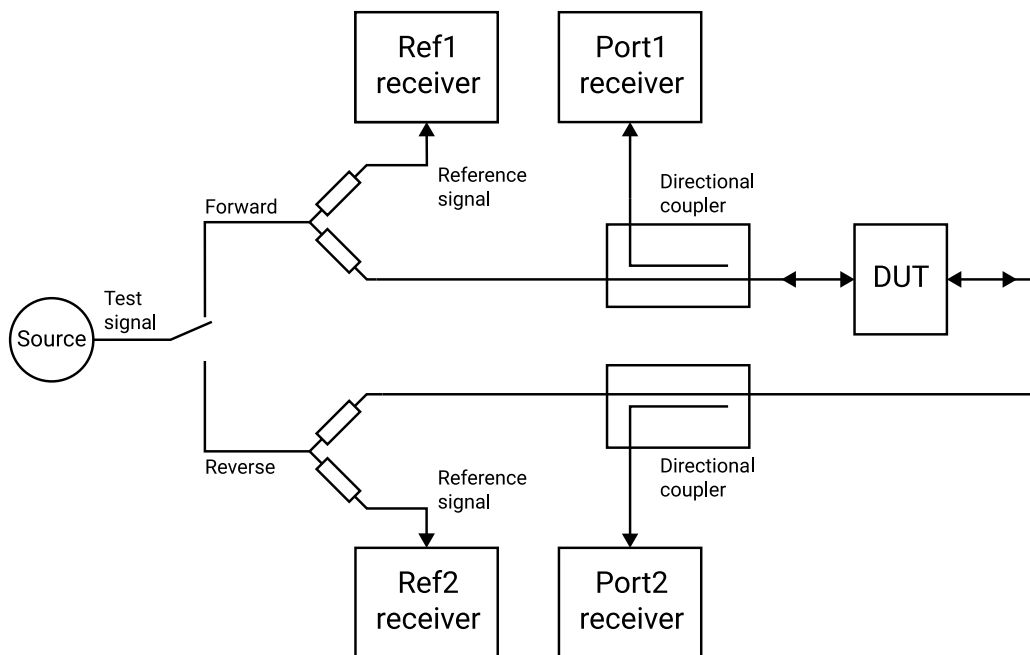 Ref1
receiver
Port1
receiver
Reference
signal
Directional
coupler
Forward
DUT
Test
signal
Source
Reverse
Reference
signal
Directional
coupler
Ref2
receiver
Port2
receiver